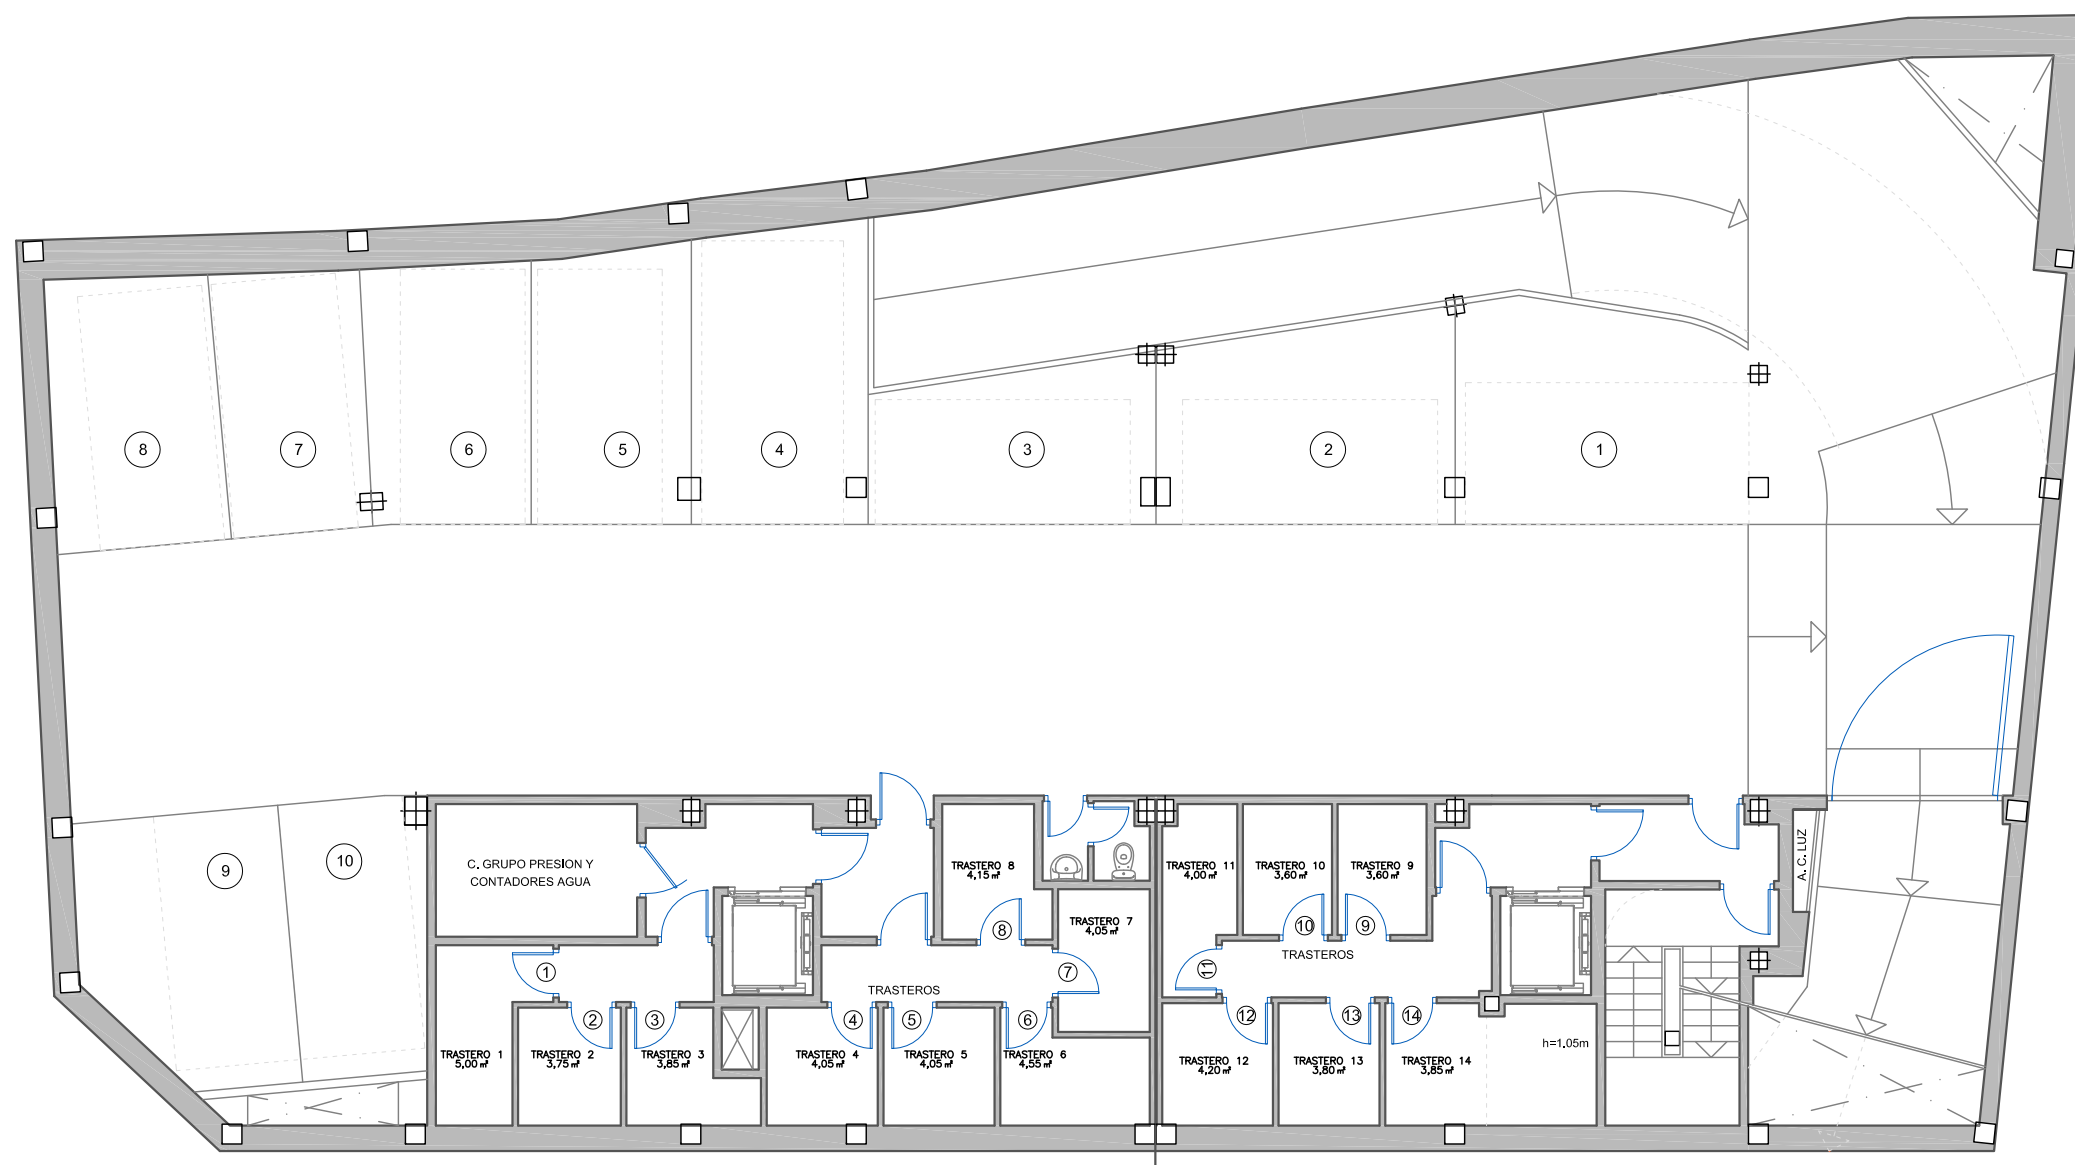 8
7
6
5
4
3
2
1
9
10
C. GRUPO PRESION Y
CONTADORES AGUA
TRASTERO 8
4,15 m²
TRASTERO 7
4,05 m²
TRASTERO 11
4,00 m²
TRASTERO 10
3,60 m²
TRASTERO 9
3,60 m²
A. C. LUZ
8
10
9
TRASTEROS
1
7
11
TRASTEROS
2
3
4
5
6
12
13
14
h=1.05m
TRASTERO 1
5,00 m²
TRASTERO 2
3,75 m²
TRASTERO 3
3,85 m²
TRASTERO 4
4,05 m²
TRASTERO 5
4,05 m²
TRASTERO 6
4,55 m²
TRASTERO 12
4,20 m²
TRASTERO 13
3,80 m²
TRASTERO 14
3,85 m²